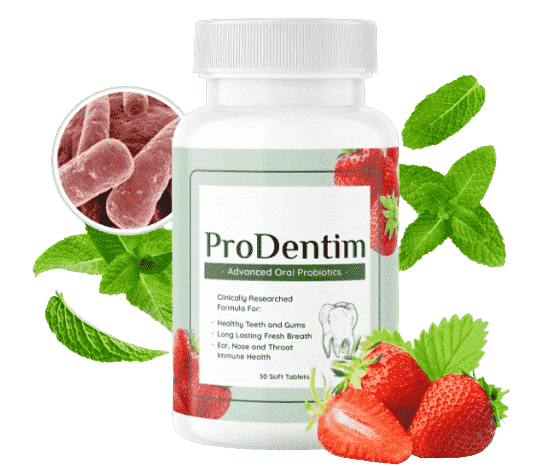 ProDentim
- Advanced Oral Probiotics -
Clinically Researched
Formula For:
· Healthy Teeth and Gums
· Long Lasting Fresh Breath
· Ear, Nose and Throat
Immune Health
30 Soft Tablets